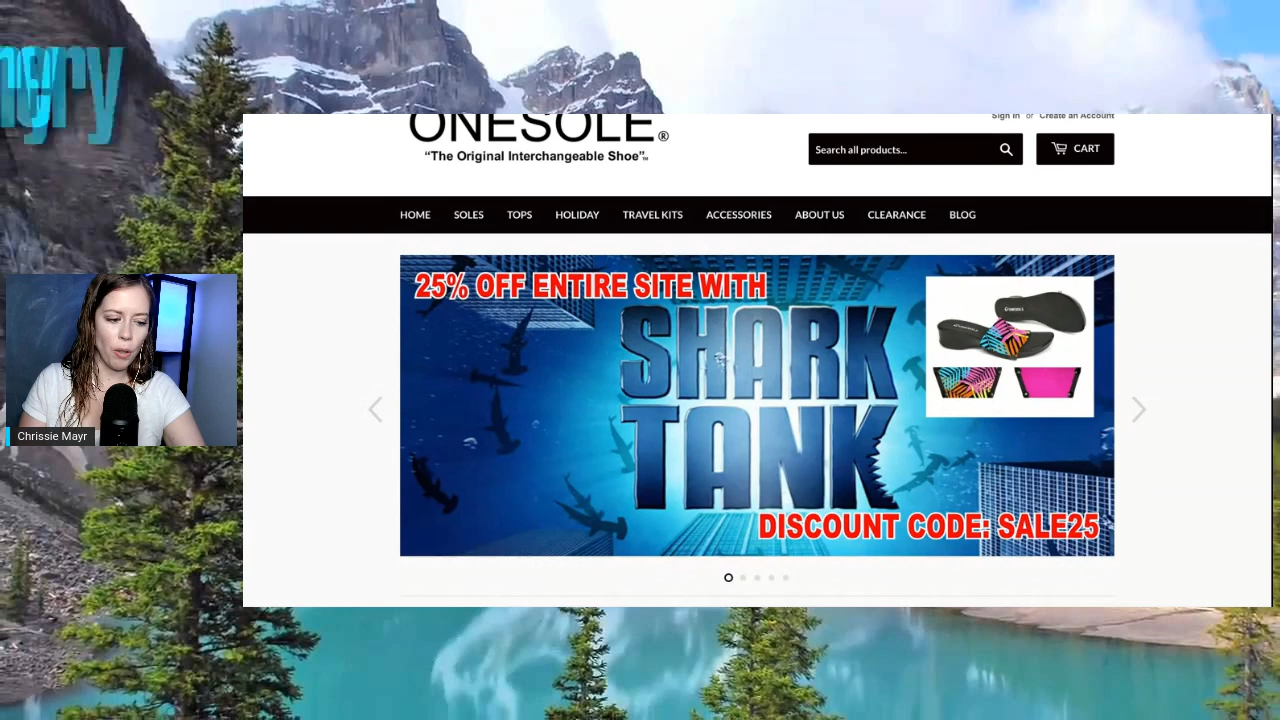 ngry
ONESOLE®
Sign in or Create an Account
"The Original Interchangeable Shoe"™
Search all products...
CART
HOME SOLES TOPS HOLIDAY TRAVEL KITS ACCESSORIES ABOUT US CLEARANCE BLOG
25% OFF ENTIRE SITE WITH
SHARK
TANK
DISCOUNT CODE: SALE25
Chrissie Mayr